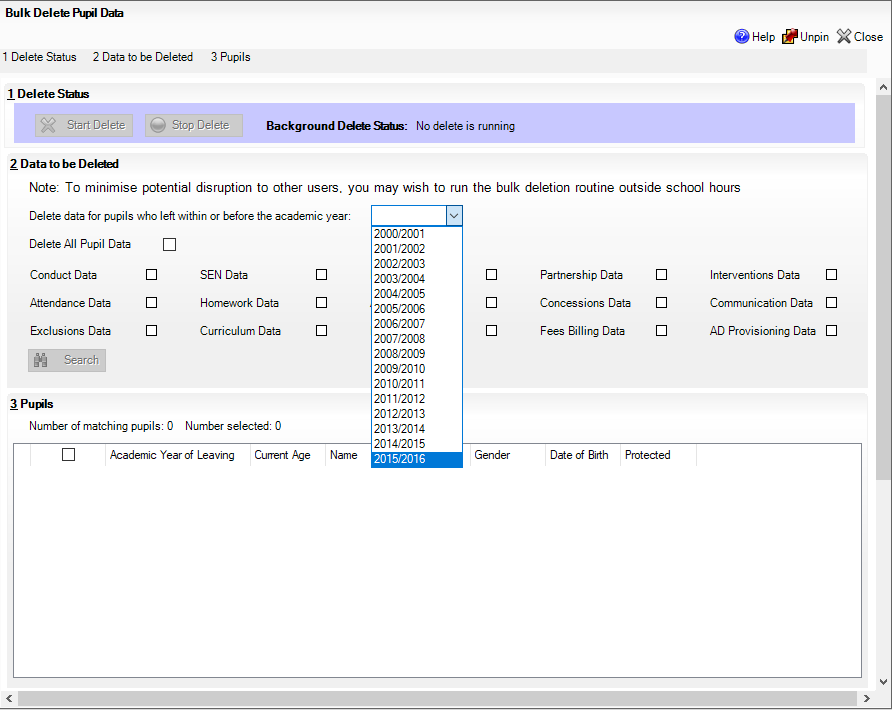 Bulk Delete Pupil Data
Help Unpin Close
1 Delete Status 2 Data to be Deleted 3 Pupils
1 Delete Status
Start Delete Stop Delete Background Delete Status: No delete is running
2 Data to be Deleted
Note: To minimise potential disruption to other users, you may wish to run the bulk deletion routine outside school hours
Delete data for pupils who left within or before the academic year:
Delete All Pupil Data
Conduct Data SEN Data Partnership Data Interventions Data
Attendance Data Homework Data Concessions Data Communication Data
Exclusions Data Curriculum Data Fees Billing Data AD Provisioning Data
Search
2000/2001
2001/2002
2002/2003
2003/2004
2004/2005
2005/2006
2006/2007
2007/2008
2008/2009
2009/2010
2010/2011
2011/2012
2012/2013
2013/2014
2014/2015
2015/2016
3 Pupils
Number of matching pupils: 0 Number selected: 0
Academic Year of Leaving Current Age Name Gender Date of Birth Protected